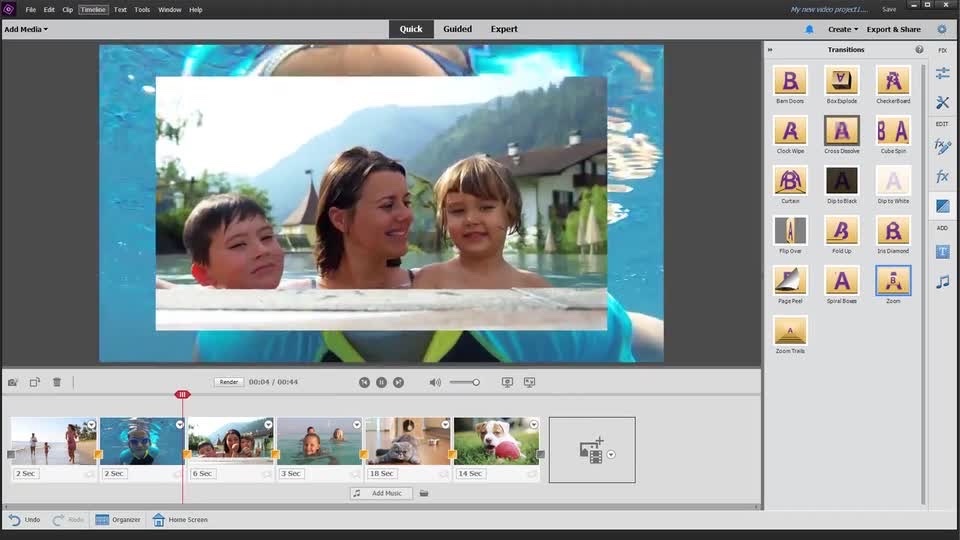 File Edit Clip Timeline Text Tools Window Help
My new video project1....
Save
Add Media
Quick Guided Expert
Create Export & Share
Transitions
FIX
Barn Doors Box Explode CheckerBoard
EDIT
Clock Wipe Cross Dissolve Cube Spin
Curtain Dip to Black Dip to White
ADD
Flip Over Fold Up Iris Diamond
Page Peel Spiral Boxes Zoom
Zoom Trails
Render 00:04 / 00:44
2 Sec 2 Sec 6 Sec 3 Sec 18 Sec 14 Sec
Add Music
Undo Redo Organizer Home Screen